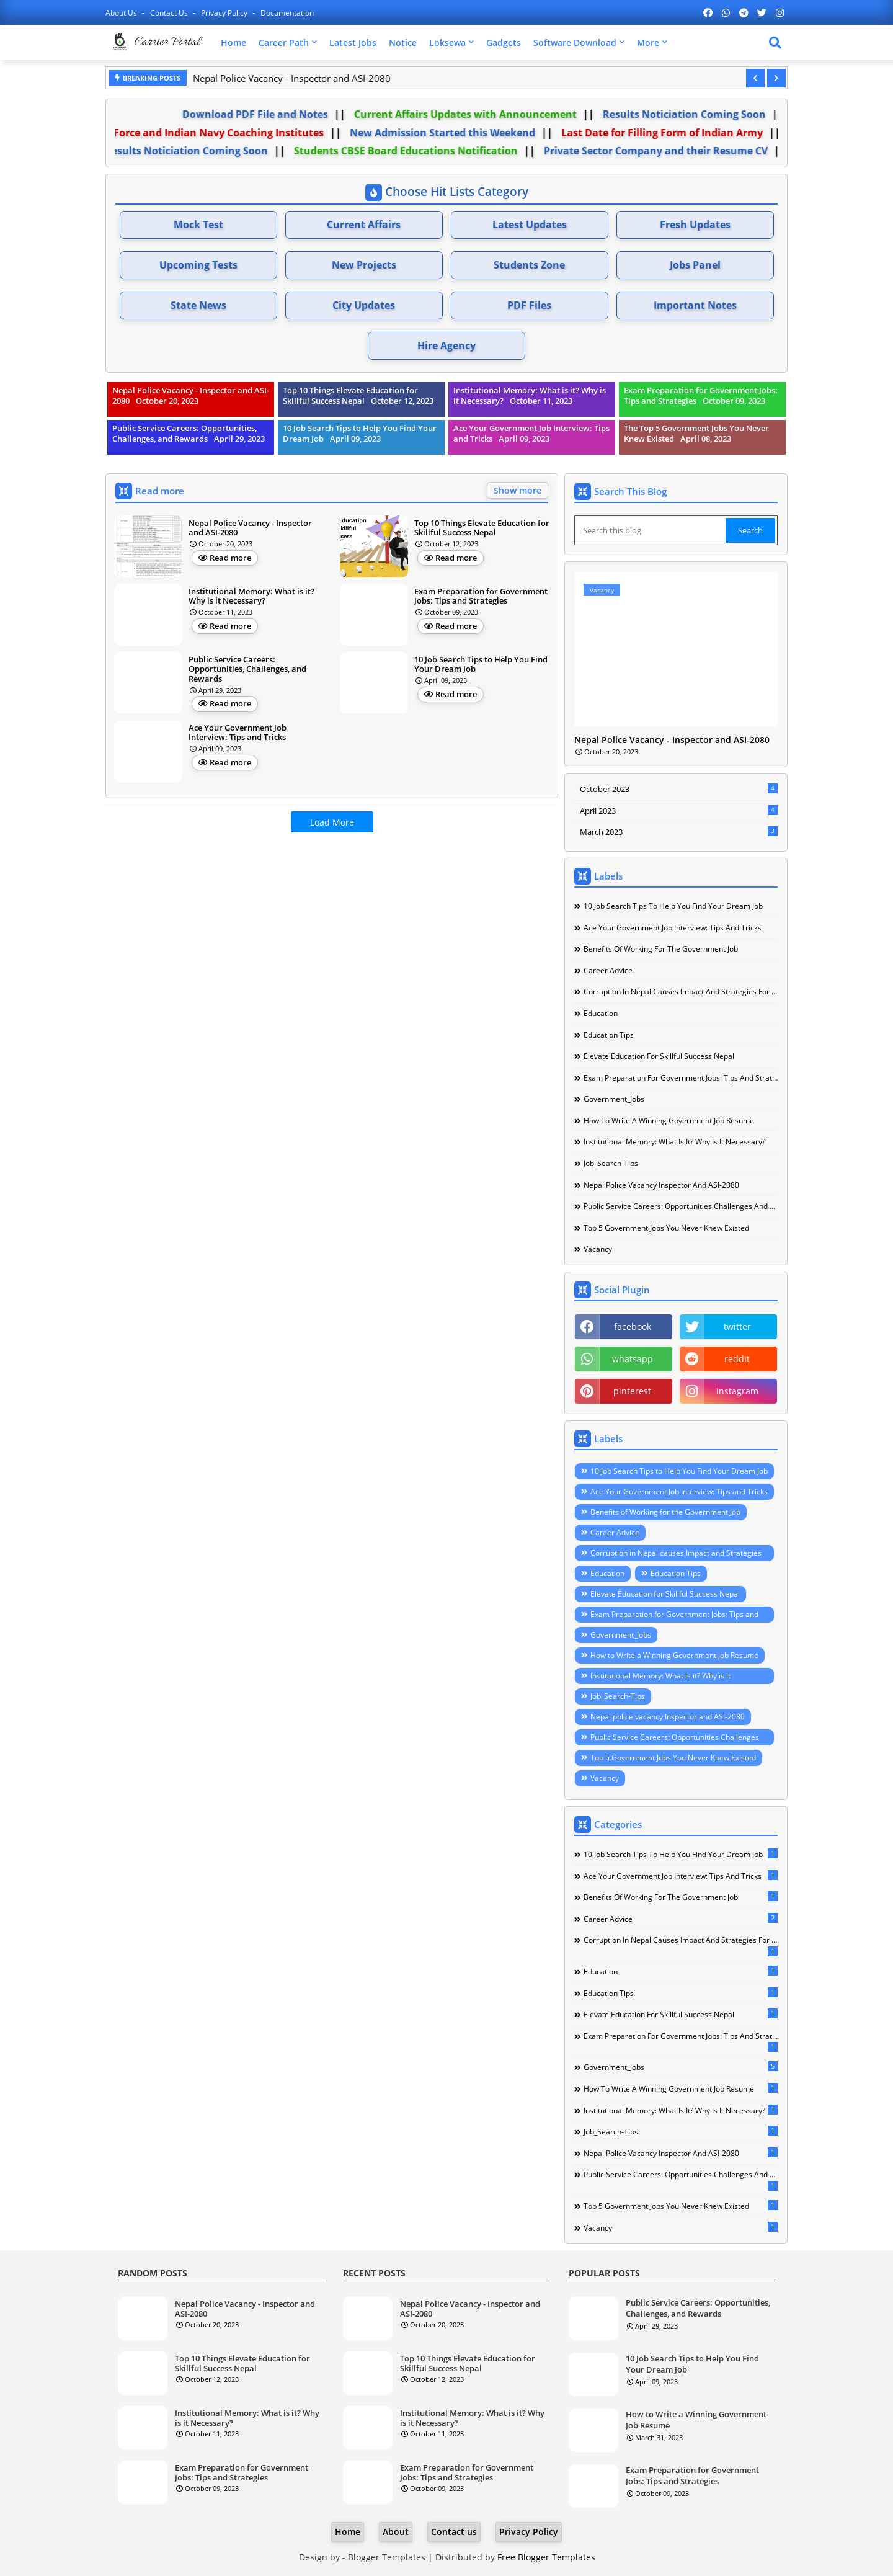 About Us - Contact Us - Privacy Policy - Documentation
Carrier Portal
Home Career Path Latest Jobs Notice Loksewa Gadgets Software Download More
BREAKING POSTS Nepal Police Vacancy - Inspector and ASI-2080
Download PDF File and Notes || Current Affairs Updates with Announcement || Results Noticiation Coming Soon |
Force and Indian Navy Coaching Institutes || New Admission Started this Weekend || Last Date for Filling Form of Indian Army ||
esults Noticiation Coming Soon || Students CBSE Board Educations Notification || Private Sector Company and their Resume CV |
Choose Hit Lists Category
Mock Test Current Affairs Latest Updates Fresh Updates
Upcoming Tests New Projects Students Zone Jobs Panel
State News City Updates PDF Files Important Notes
Hire Agency
Nepal Police Vacancy - Inspector and ASI-
2080 October 20, 2023
Top 10 Things Elevate Education for
Skillful Success Nepal October 12, 2023
Institutional Memory: What is it? Why is
it Necessary? October 11, 2023
Exam Preparation for Government Jobs:
Tips and Strategies October 09, 2023
Public Service Careers: Opportunities,
Challenges, and Rewards April 29, 2023
10 Job Search Tips to Help You Find Your
Dream Job April 09, 2023
Ace Your Government Job Interview: Tips
and Tricks April 09, 2023
The Top 5 Government Jobs You Never
Knew Existed April 08, 2023
Read more Show more
Nepal Police Vacancy - Inspector
and ASI-2080
October 20, 2023
Read more
Education
killful
ccess
Top 10 Things Elevate Education for
Skillful Success Nepal
October 12, 2023
Read more
Institutional Memory: What is it?
Why is it Necessary?
October 11, 2023
Read more
Exam Preparation for Government
Jobs: Tips and Strategies
October 09, 2023
Read more
Public Service Careers:
Opportunities, Challenges, and
Rewards
April 29, 2023
Read more
10 Job Search Tips to Help You Find
Your Dream Job
April 09, 2023
Read more
Ace Your Government Job
Interview: Tips and Tricks
April 09, 2023
Read more
Load More
Search This Blog
Search this blog Search
Vacancy
Nepal Police Vacancy - Inspector and ASI-2080
October 20, 2023
October 2023 4
April 2023 4
March 2023 3
Labels
10 Job Search Tips To Help You Find Your Dream Job
Ace Your Government Job Interview: Tips And Tricks
Benefits Of Working For The Government Job
Career Advice
Corruption In Nepal Causes Impact And Strategies For ...
Education
Education Tips
Elevate Education For Skillful Success Nepal
Exam Preparation For Government Jobs: Tips And Strat...
Government_Jobs
How To Write A Winning Government Job Resume
Institutional Memory: What Is It? Why Is It Necessary?
Job_Search-Tips
Nepal Police Vacancy Inspector And ASI-2080
Public Service Careers: Opportunities Challenges And ...
Top 5 Government Jobs You Never Knew Existed
Vacancy
Social Plugin
facebook twitter
whatsapp reddit
pinterest instagram
Labels
10 Job Search Tips to Help You Find Your Dream Job
Ace Your Government Job Interview: Tips and Tricks
Benefits of Working for the Government Job
Career Advice
Corruption in Nepal causes Impact and Strategies
Education Education Tips
Elevate Education for Skillful Success Nepal
Exam Preparation for Government Jobs: Tips and
Government_Jobs
How to Write a Winning Government Job Resume
Institutional Memory: What is it? Why is it
Job_Search-Tips
Nepal police vacancy Inspector and ASI-2080
Public Service Careers: Opportunities Challenges
Top 5 Government Jobs You Never Knew Existed
Vacancy
Categories
10 Job Search Tips To Help You Find Your Dream Job 1
Ace Your Government Job Interview: Tips And Tricks 1
Benefits Of Working For The Government Job 1
Career Advice 2
Corruption In Nepal Causes Impact And Strategies For ...
1
Education 1
Education Tips 1
Elevate Education For Skillful Success Nepal 1
Exam Preparation For Government Jobs: Tips And Strat...
1
Government_Jobs 5
How To Write A Winning Government Job Resume 1
Institutional Memory: What Is It? Why Is It Necessary? 1
Job_Search-Tips 1
Nepal Police Vacancy Inspector And ASI-2080 1
Public Service Careers: Opportunities Challenges And ...
1
Top 5 Government Jobs You Never Knew Existed 1
Vacancy 1
RANDOM POSTS
Nepal Police Vacancy - Inspector and
ASI-2080
October 20, 2023
Top 10 Things Elevate Education for
Skillful Success Nepal
October 12, 2023
Institutional Memory: What is it? Why
is it Necessary?
October 11, 2023
Exam Preparation for Government
Jobs: Tips and Strategies
October 09, 2023
RECENT POSTS
Nepal Police Vacancy - Inspector and
ASI-2080
October 20, 2023
Top 10 Things Elevate Education for
Skillful Success Nepal
October 12, 2023
Institutional Memory: What is it? Why
is it Necessary?
October 11, 2023
Exam Preparation for Government
Jobs: Tips and Strategies
October 09, 2023
POPULAR POSTS
Public Service Careers: Opportunities,
Challenges, and Rewards
April 29, 2023
10 Job Search Tips to Help You Find
Your Dream Job
April 09, 2023
How to Write a Winning Government
Job Resume
March 31, 2023
Exam Preparation for Government
Jobs: Tips and Strategies
October 09, 2023
Home About Contact us Privacy Policy
Design by - Blogger Templates | Distributed by Free Blogger Templates